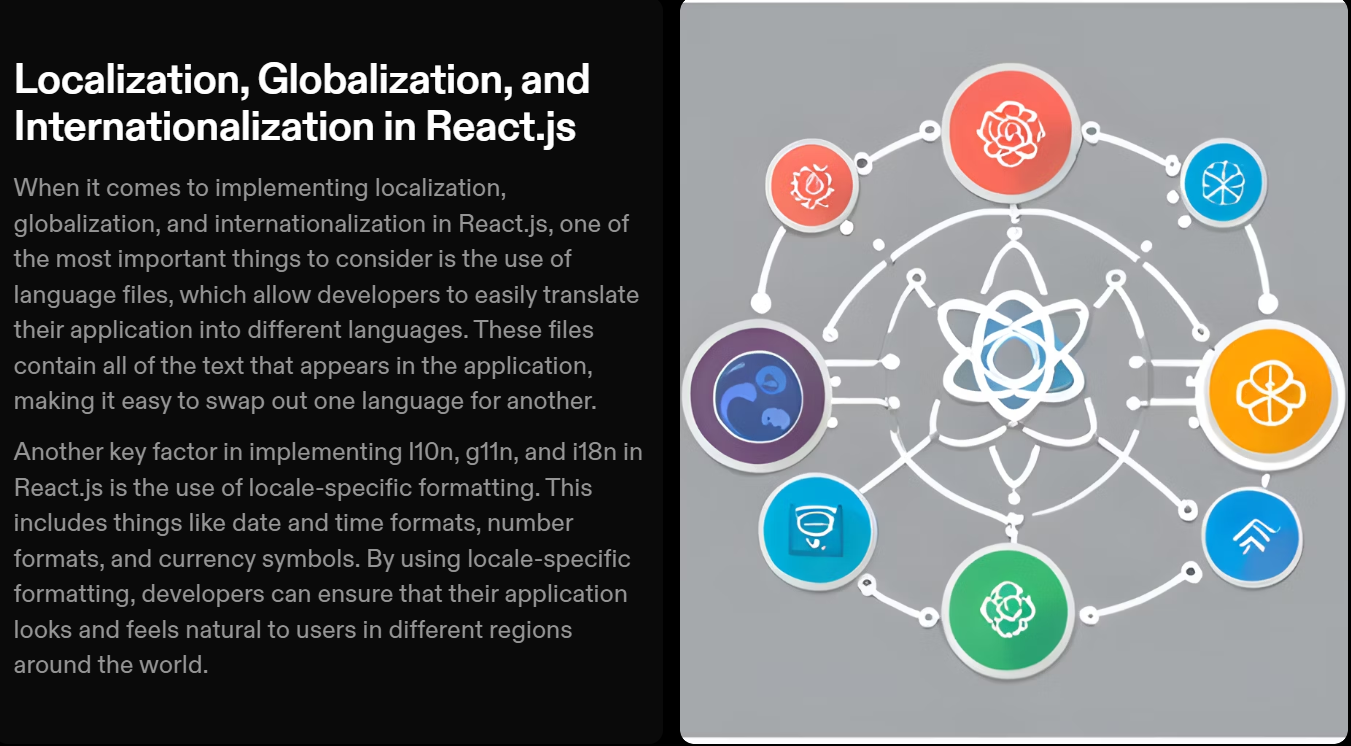 Localization, Globalization, and
Internationalization in React.js
When it comes to implementing localization,
globalization, and internationalization in React.js, one of
the most important things to consider is the use of
language files, which allow developers to easily translate
their application into different languages. These files
contain all of the text that appears in the application,
making it easy to swap out one language for another.
Another key factor in implementing l10n, g11n, and i18n in
React.js is the use of locale-specific formatting. This
includes things like date and time formats, number
formats, and currency symbols. By using locale-specific
formatting, developers can ensure that their application
looks and feels natural to users in different regions
around the world.